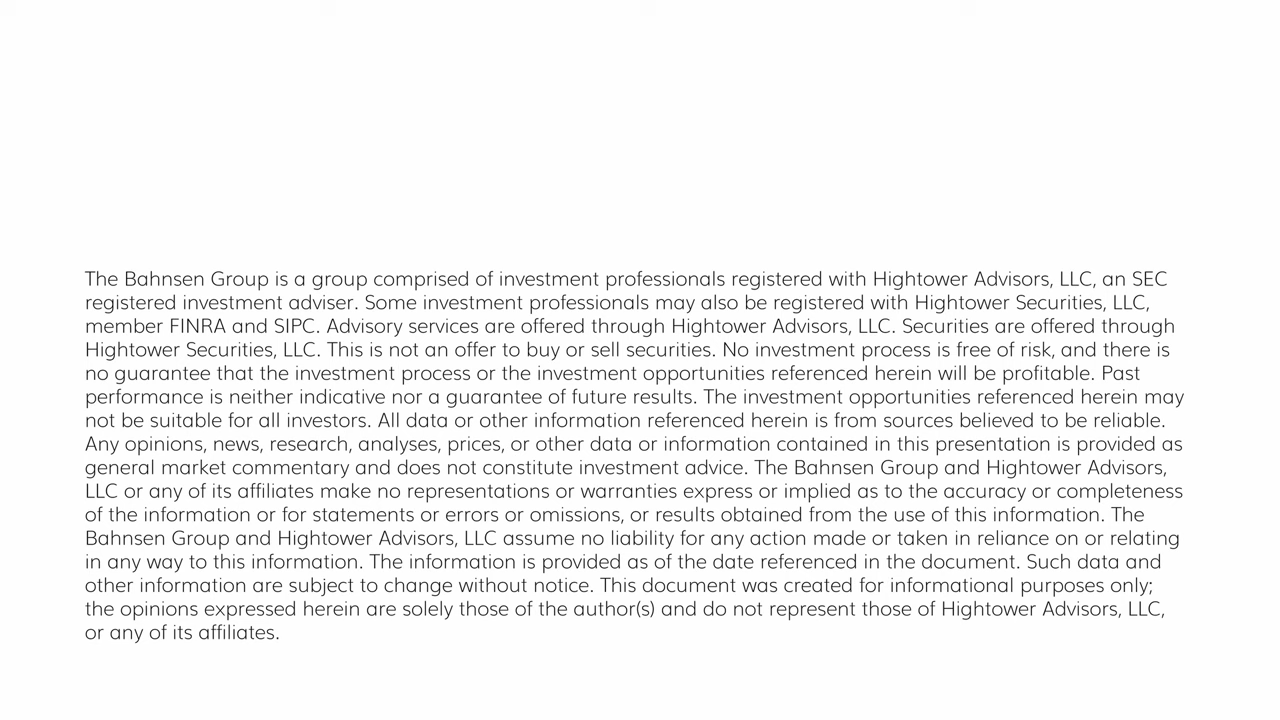 The Bahnsen Group is a group comprised of investment professionals registered with Hightower Advisors, LLC, an SEC
registered investment adviser. Some investment professionals may also be registered with Hightower Securities, LLC,
member FINRA and SIPC. Advisory services are offered through Hightower Advisors, LLC. Securities are offered through
Hightower Securities, LLC. This is not an offer to buy or sell securities. No investment process is free of risk, and there is
no guarantee that the investment process or the investment opportunities referenced herein will be profitable. Past
performance is neither indicative nor a guarantee of future results. The investment opportunities referenced herein may
not be suitable for all investors. All data or other information referenced herein is from sources believed to be reliable.
Any opinions, news, research, analyses, prices, or other data or information contained in this presentation is provided as
general market commentary and does not constitute investment advice. The Bahnsen Group and Hightower Advisors,
LLC or any of its affiliates make no representations or warranties express or implied as to the accuracy or completeness
of the information or for statements or errors or omissions, or results obtained from the use of this information. The
Bahnsen Group and Hightower Advisors, LLC assume no liability for any action made or taken in reliance on or relating
in any way to this information. The information is provided as of the date referenced in the document. Such data and
other information are subject to change without notice. This document was created for informational purposes only;
the opinions expressed herein are solely those of the author(s) and do not represent those of Hightower Advisors, LLC,
or any of its affiliates.